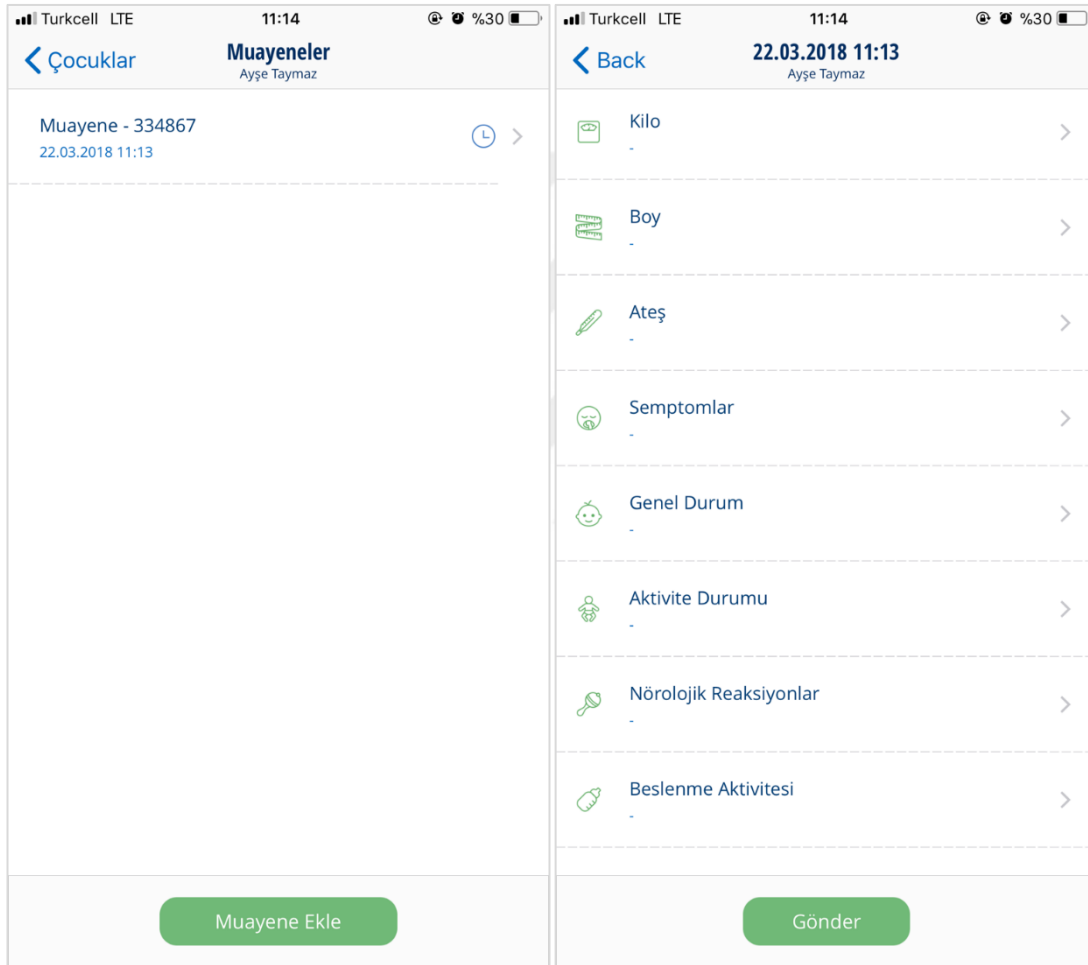 Turkcell LTE 11:14 %30
Çocuklar Muayeneler
Ayşe Taymaz
Muayene - 334867
22.03.2018 11:13
Muayene Ekle
Turkcell LTE 11:14 %30
Back 22.03.2018 11:13
Ayşe Taymaz
Kilo
-
Boy
-
Ateş
-
Semptomlar
-
Genel Durum
-
Aktivite Durumu
-
Nörolojik Reaksiyonlar
-
Beslenme Aktivitesi
-
Gönder